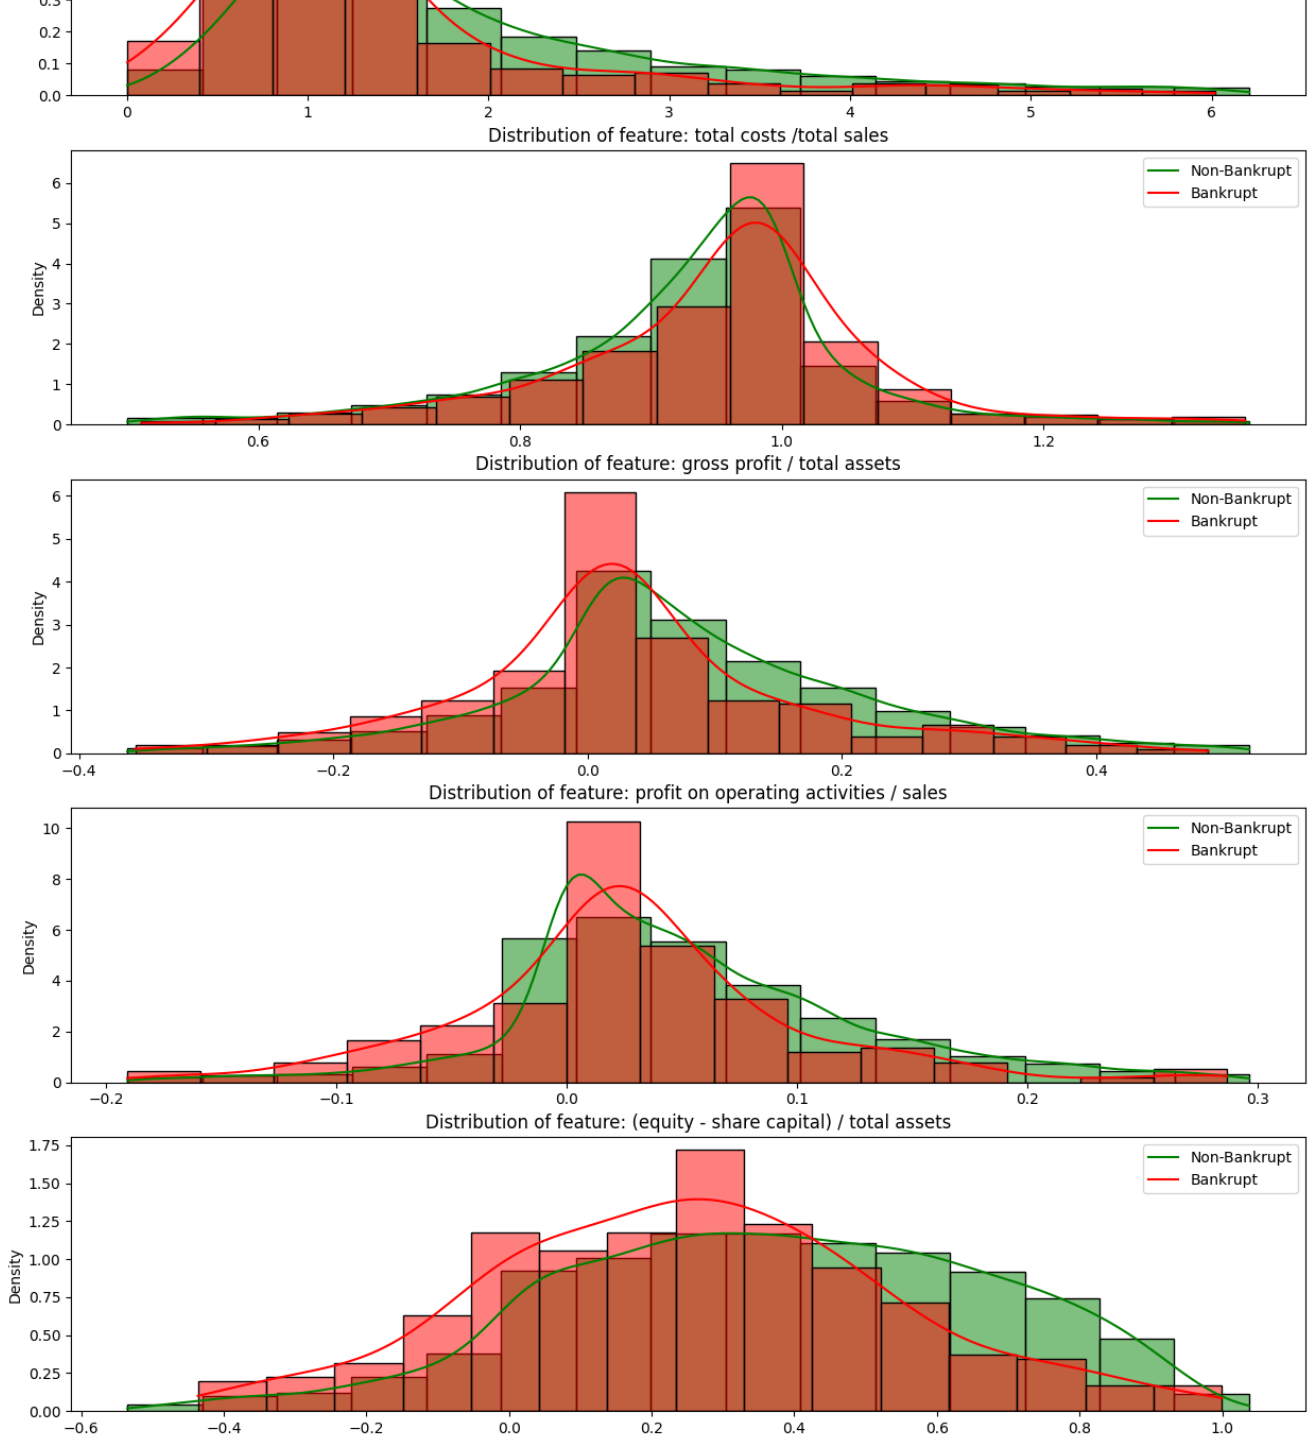 0.3
0.2
0.1
0.0
0 1 2 3 4 5 6
Distribution of feature: total costs /total sales
Non-Bankrupt
Bankrupt
6
5
4
3
2
1
0
Density
0.6 0.8 1.0 1.2
Distribution of feature: gross profit / total assets
Non-Bankrupt
Bankrupt
6
5
4
3
2
1
0
Density
−0.4 −0.2 0.0 0.2 0.4
Distribution of feature: profit on operating activities / sales
Non-Bankrupt
Bankrupt
10
8
6
4
2
0
Density
−0.2 −0.1 0.0 0.1 0.2 0.3
Distribution of feature: (equity - share capital) / total assets
Non-Bankrupt
Bankrupt
1.75
1.50
1.25
1.00
0.75
0.50
0.25
0.00
Density
−0.6 −0.4 −0.2 0.0 0.2 0.4 0.6 0.8 1.0